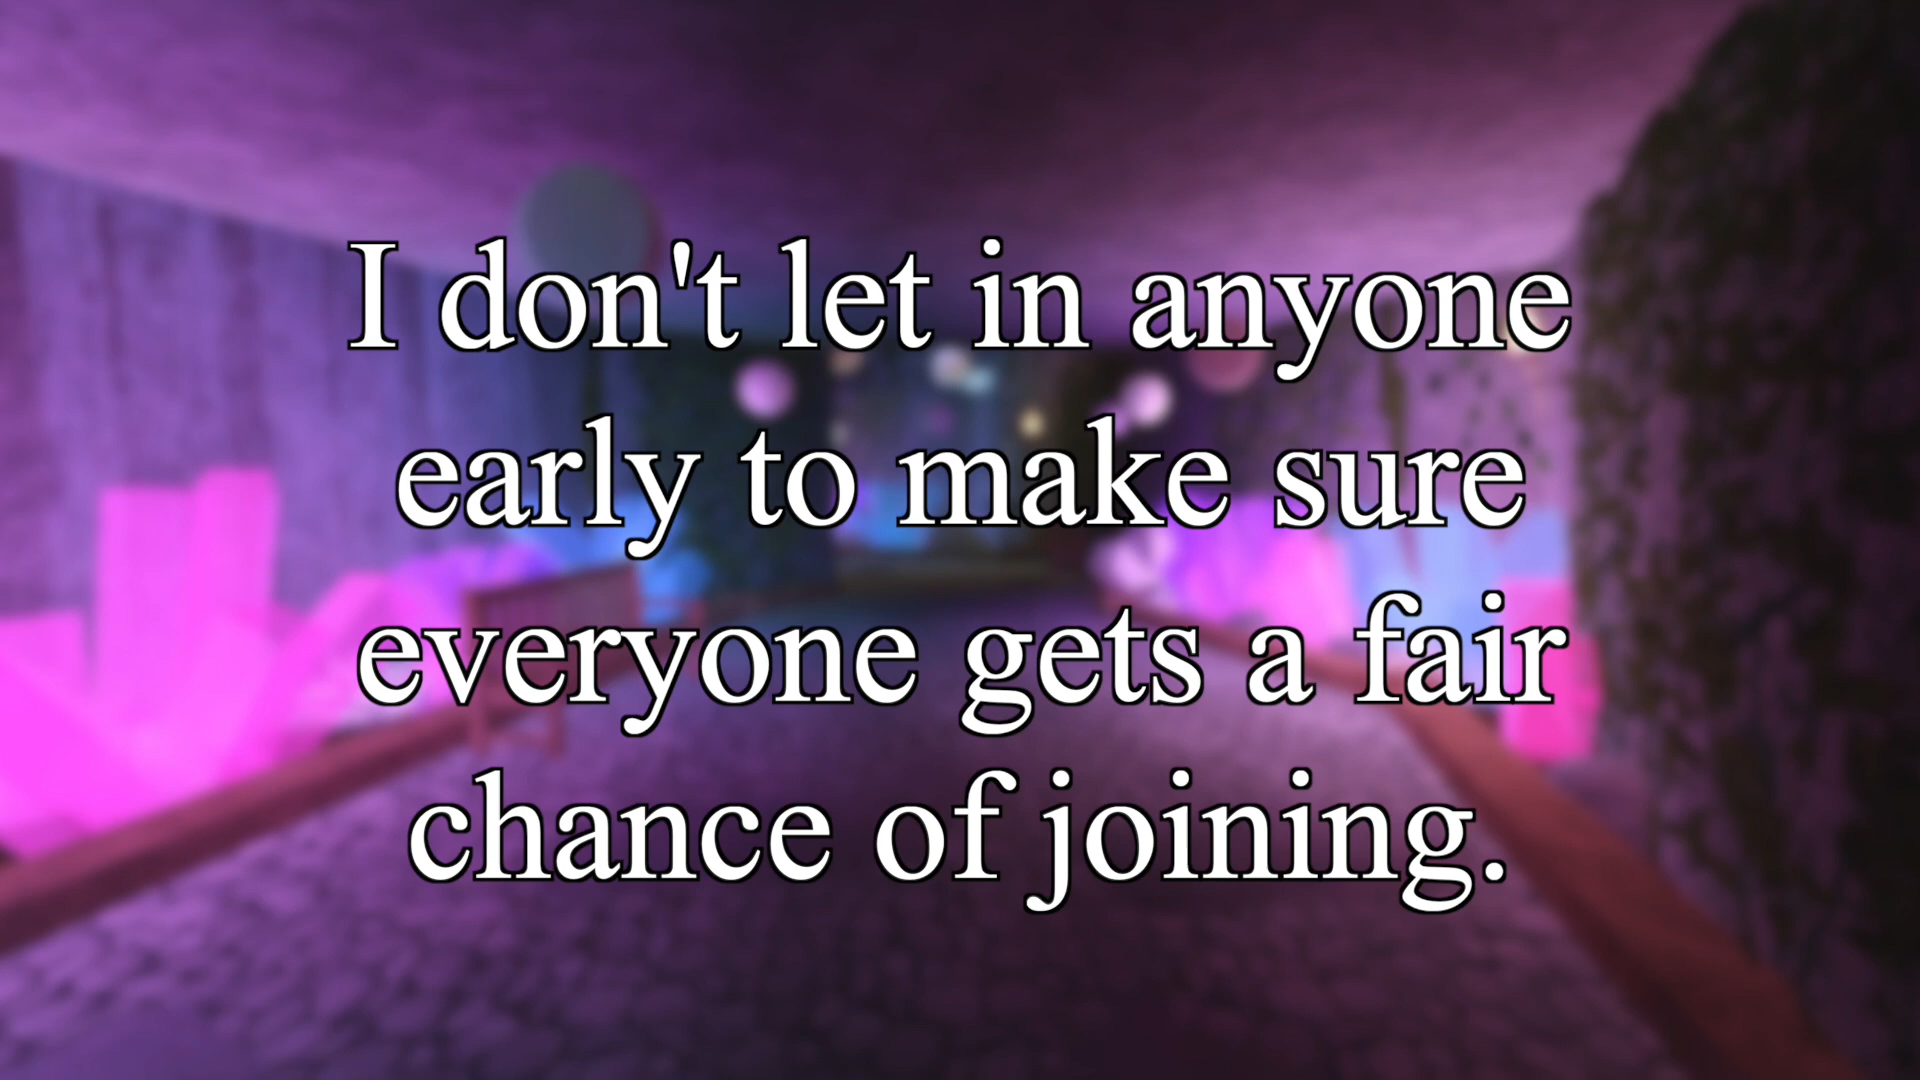 I don't let in anyone
early to make sure
everyone gets a fair
chance of joining.